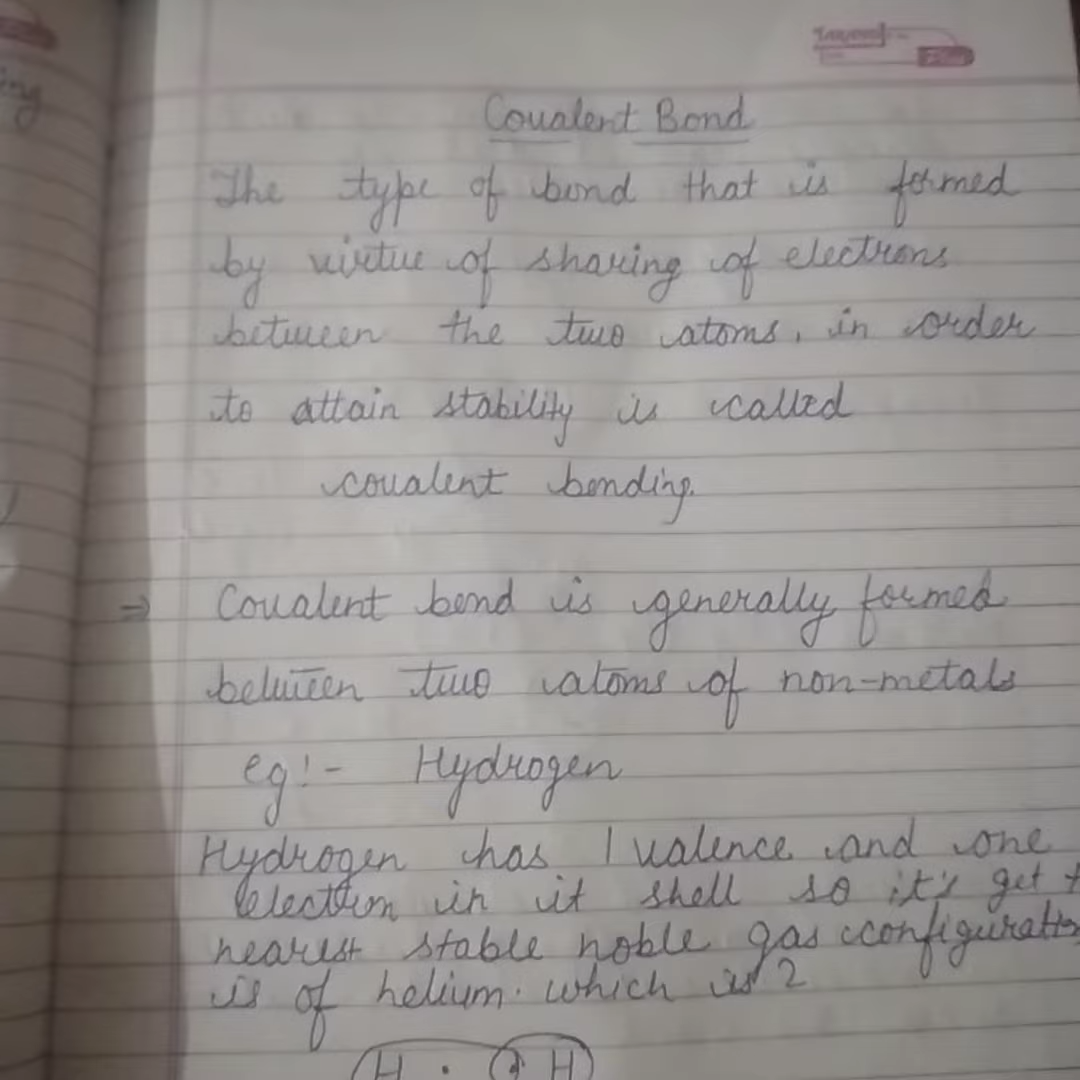 ing
Covalent Bond
The type of bond that is formed
by virtue of sharing of electrons
between the two atoms, in order
to attain stability is called
covalent bonding.
→ Covalent bond is generally formed
between two atoms of non-metals
eg:- Hydrogen
Hydrogen has 1 valence and one
electron in it shell so it's get
nearest stable noble gas configuratio
is of helium. which is 2
H . H